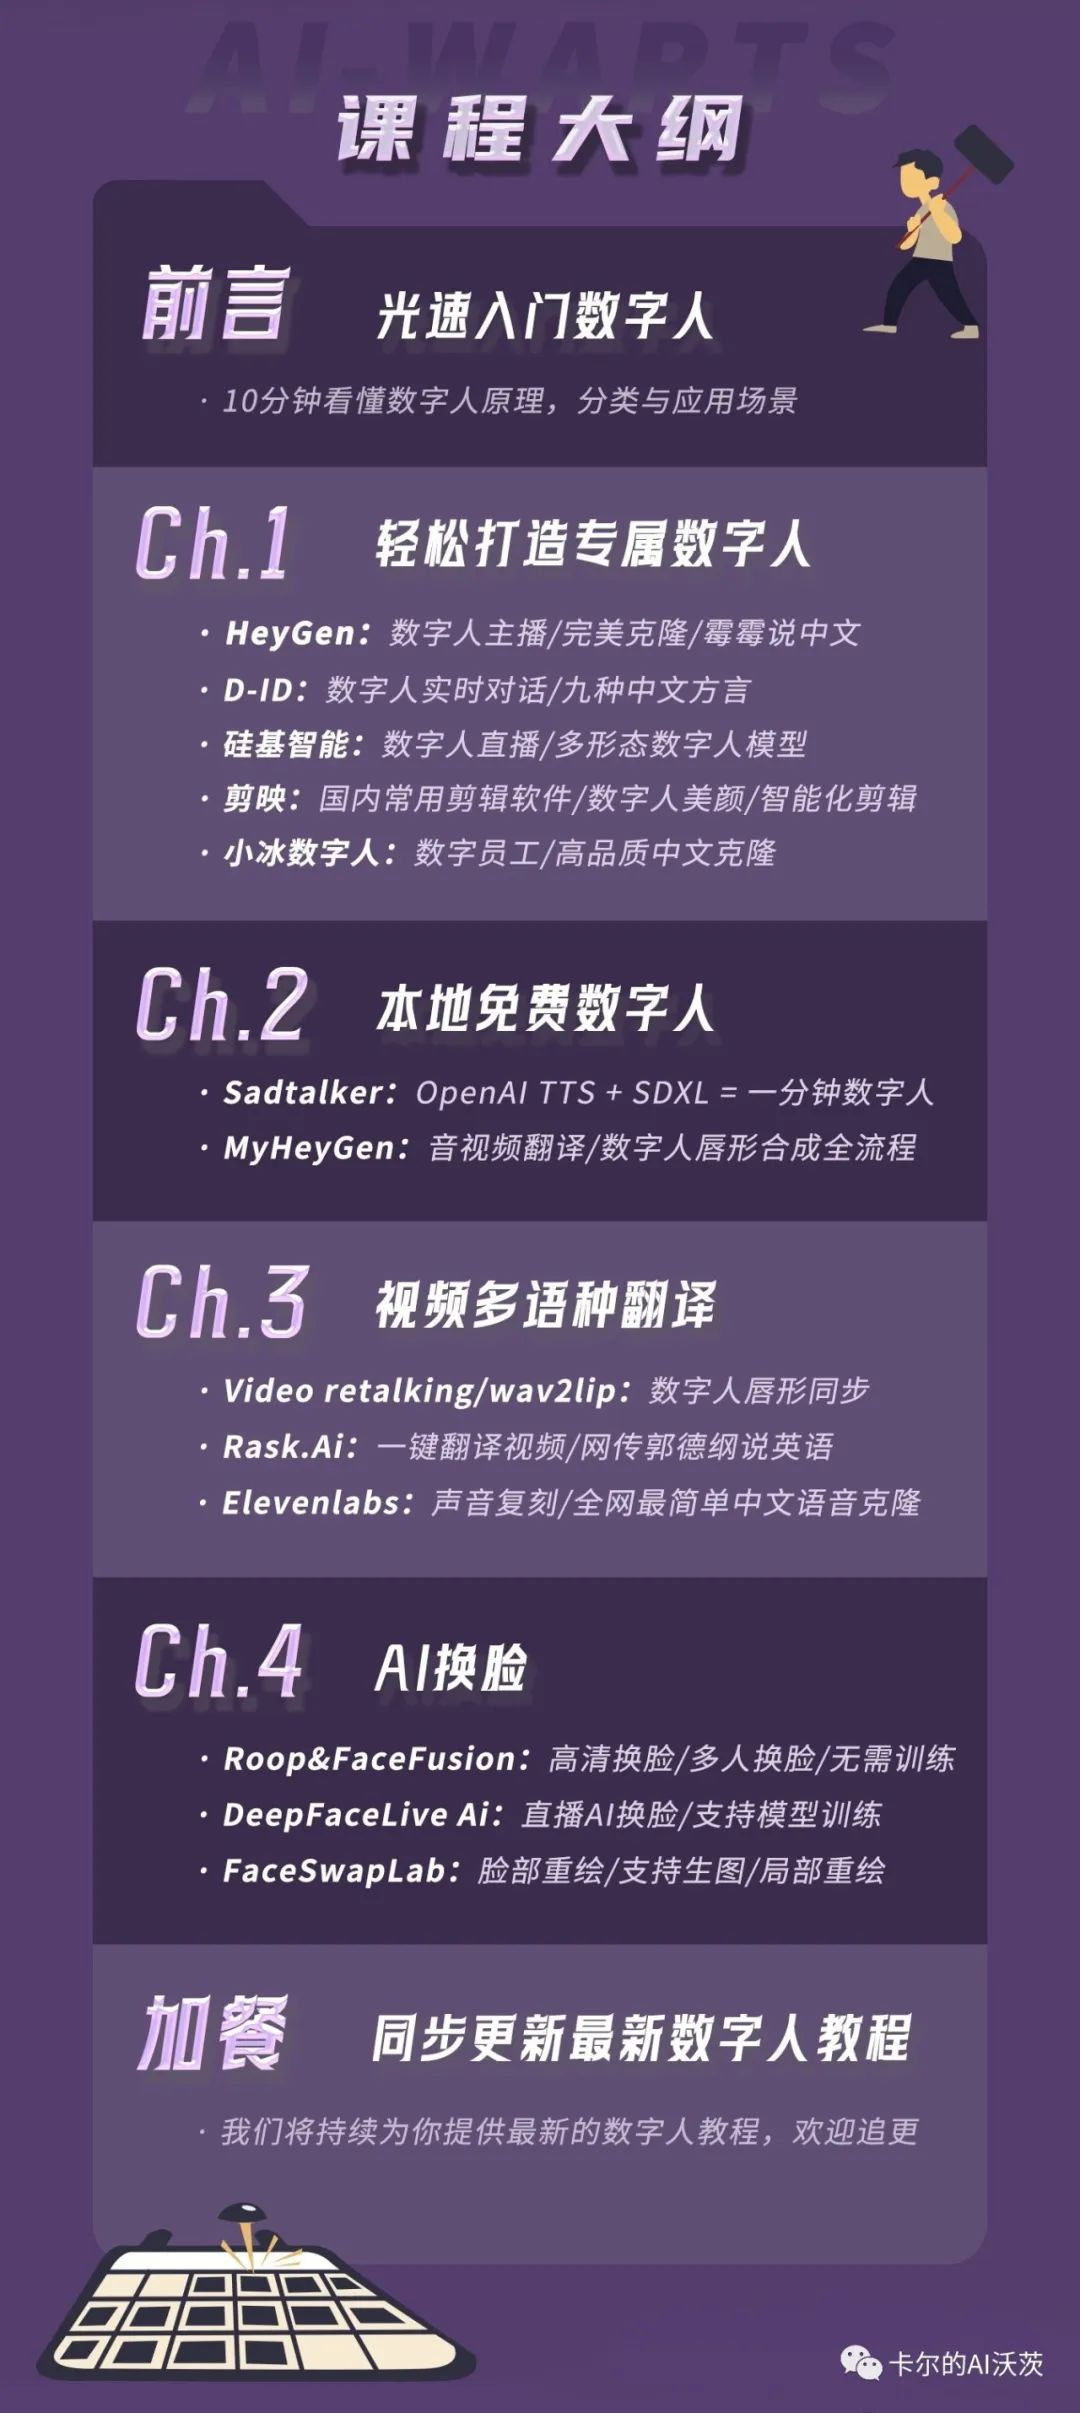 AI-WARTS
课程大纲
前言 光速入门数字人
· 10分钟看懂数字人原理，分类与应用场景
Ch.1 轻松打造专属数字人
· HeyGen：数字人主播/完美克隆/霉霉说中文
· D-ID：数字人实时对话/九种中文方言
· 硅基智能：数字人直播/多形态数字人模型
· 剪映：国内常用剪辑软件/数字人美颜/智能化剪辑
· 小冰数字人：数字员工/高品质中文克隆
Ch.2 本地免费数字人
· Sadtalker：OpenAI TTS + SDXL = 一分钟数字人
· MyHeyGen：音视频翻译/数字人唇形合成全流程
Ch.3 视频多语种翻译
· Video retalking/wav2lip：数字人唇形同步
· Rask.Ai：一键翻译视频/网传郭德纲说英语
· Elevenlabs：声音复刻/全网最简单中文语音克隆
Ch.4 AI换脸
· Roop&FaceFusion：高清换脸/多人换脸/无需训练
· DeepFaceLive Ai：直播AI换脸/支持模型训练
· FaceSwapLab：脸部重绘/支持生图/局部重绘
加餐 同步更新最新数字人教程
· 我们将持续为你提供最新的数字人教程，欢迎追更
卡尔的AI沃茨